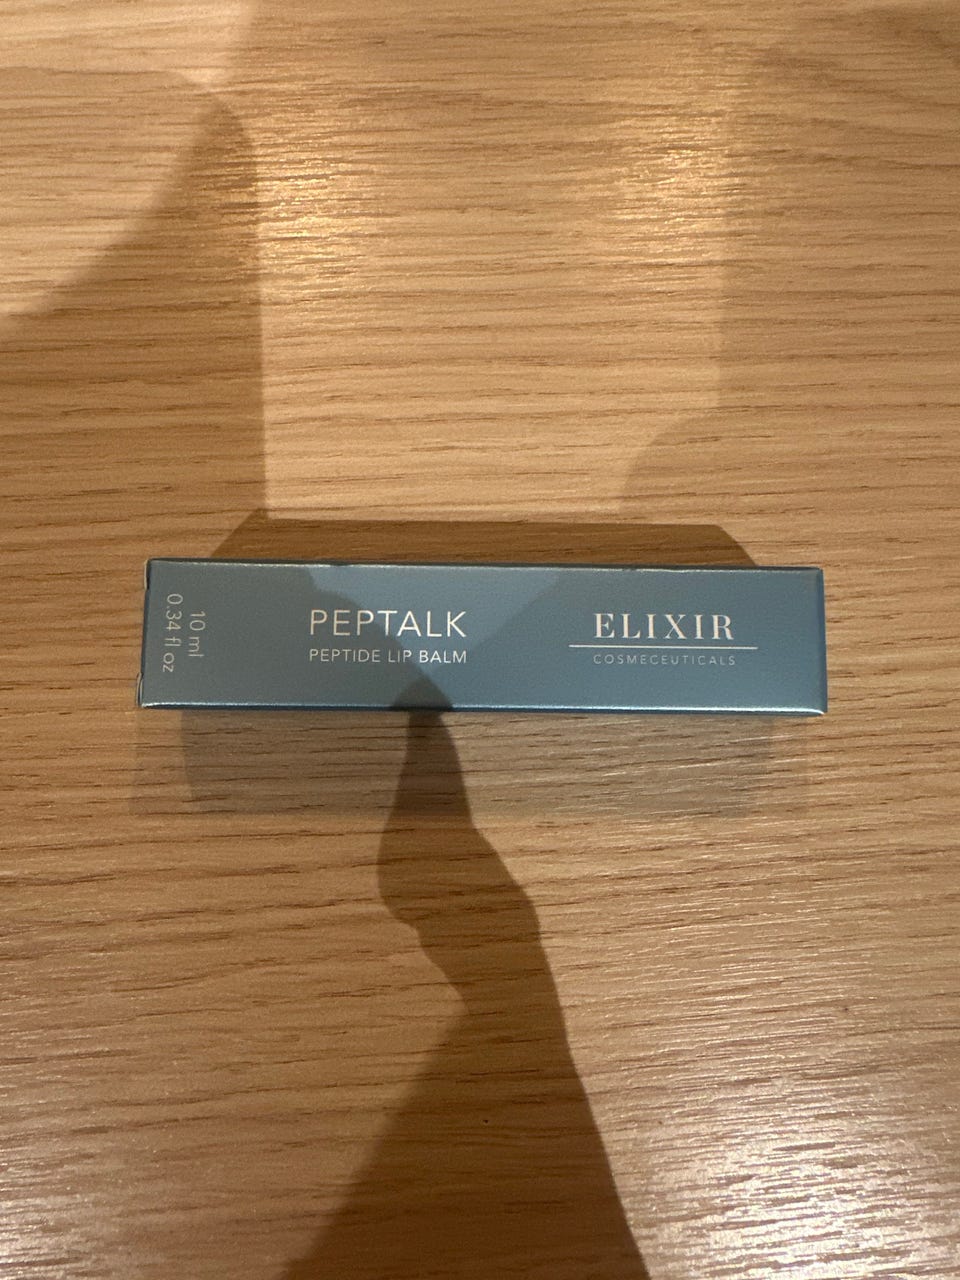 10 ml
0.34 fl oz
PEPTALK
PEPTIDE LIP BALM
ELIXIR
COSMECEUTICALS